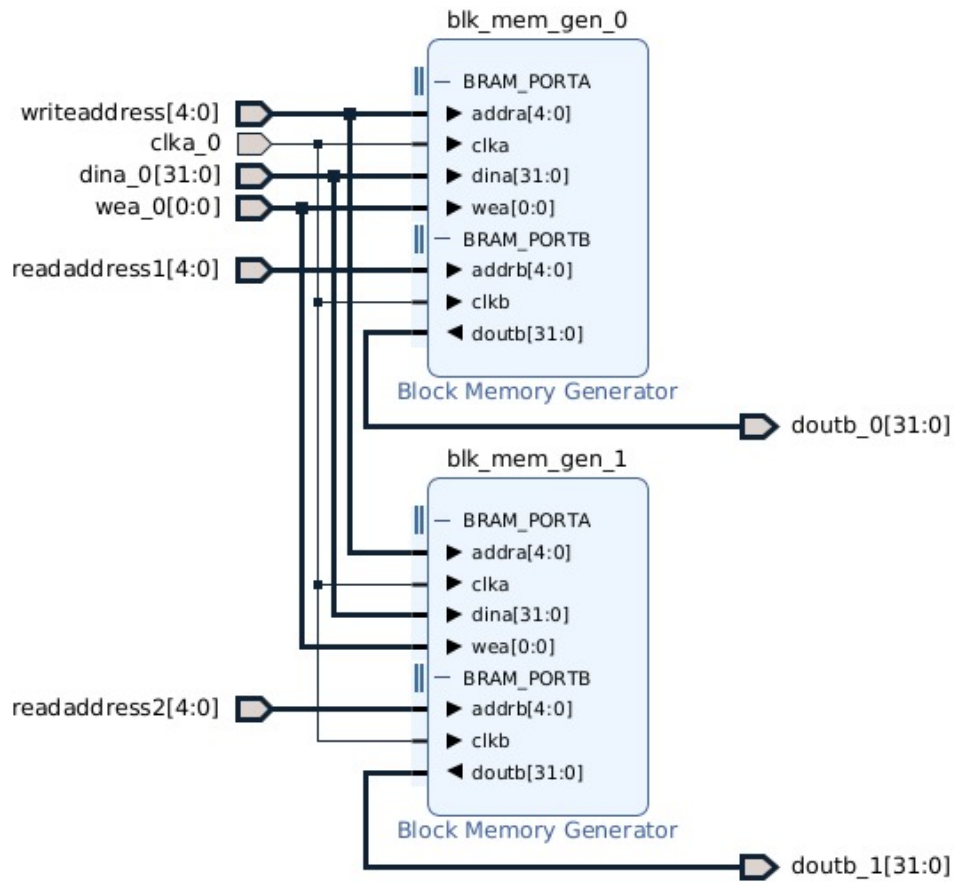 blk_mem_gen_0
BRAM_PORTA
writeaddress[4:0] addra[4:0]
clka_0 clka
dina_0[31:0] dina[31:0]
wea_0[0:0] wea[0:0]
BRAM_PORTB
readaddress1[4:0] addrb[4:0]
clkb
doutb[31:0]
Block Memory Generator
doutb_0[31:0]
blk_mem_gen_1
BRAM_PORTA
addra[4:0]
clka
dina[31:0]
wea[0:0]
BRAM_PORTB
readaddress2[4:0] addrb[4:0]
clkb
doutb[31:0]
Block Memory Generator
doutb_1[31:0]